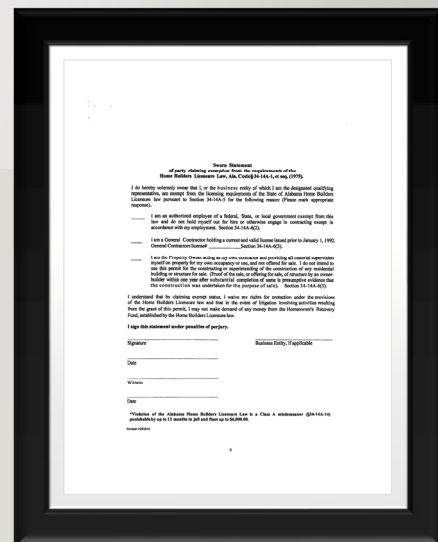 Sworn Statement
of party claiming exemption from the requirements of the
Home Builders Licensure Law, Ala. Code§34-14A-1, et seq. (1975).
I do hereby solemnly swear that I, or the business entity of which I am the designated qualifying
representative, am exempt from the licensing requirements of the State of Alabama Home Builders
Licensure law pursuant to Section 34-14A-5 for the following reason: (Please mark appropriate
response).
I am an authorized employee of a federal, State, or local government exempt from this
law and do not hold myself out for hire or otherwise engage in contracting except in
accordance with my employment. Section 34-14A-6(2).
I am a General Contractor holding a current and valid license issued prior to January 1, 1992.
General Contractors license# Section 34-14A-6(3).
I am the Property Owner acting as my own contractor and providing all material supervision
myself on property for my own occupancy or use, and not offered for sale. I do not intend to
use this permit for the constructing or superintending of the construction of any residential
building or structure for sale. (Proof of the sale, or offering for sale, of structure by an owner-
builder within one year after substantial completion of same is presumptive evidence that
the construction was undertaken for the purpose of sale). Section 34-14A-6(5).
I understand that by claiming exempt status, I waive my rights for protection under the provisions
of the Home Builders Licensure law and that in the event of litigation involving activities resulting
from the grant of this permit, I may not make demand of any money from the Homeowner's Recovery
Fund, established by the Home Builders Licensure law.
I sign this statement under penalties of perjury.
Signature Business Entity, if applicable
Date
Witness
Date
*Violation of the Alabama Home Builders Licensure Law is a Class A misdemeanor (§34-14A-14)
punishable by up to 12 months in jail and fines up to $6,000.00.
6